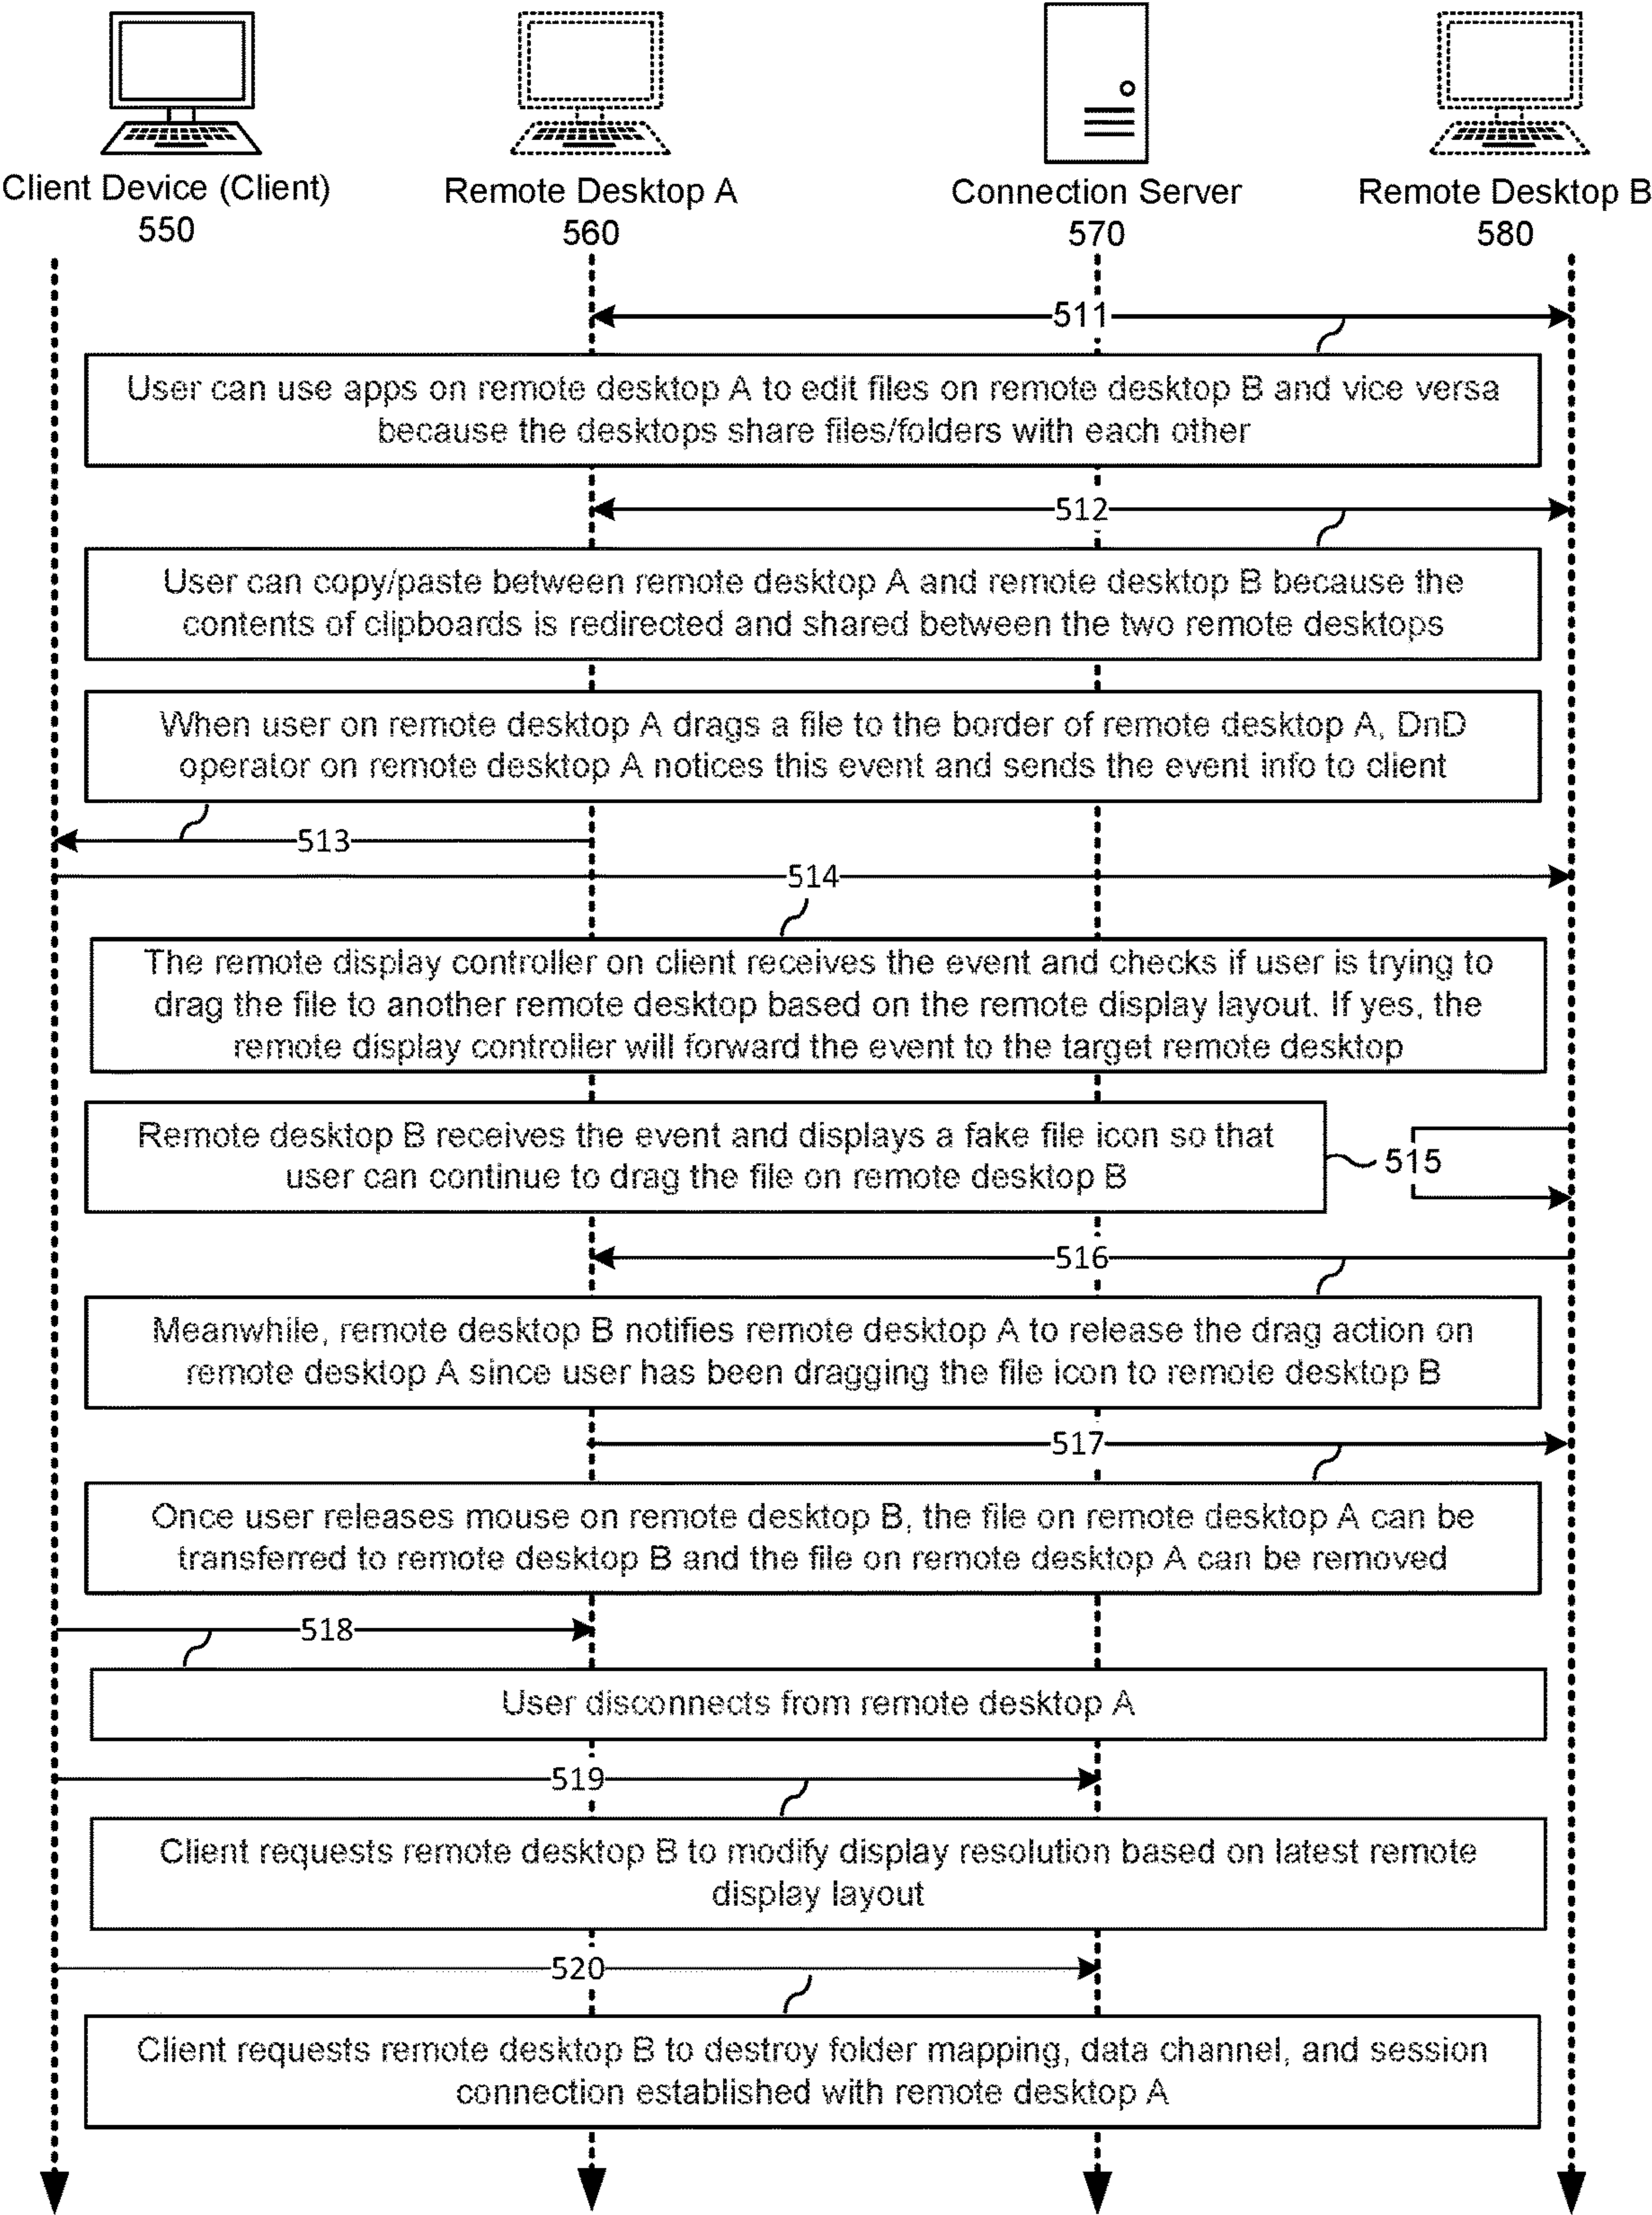 Client Device (Client)
550
Remote Desktop A
560
Connection Server
570
Remote Desktop B
580
511
User can use apps on remote desktop A to edit files on remote desktop B and vice versa
because the desktops share files/folders with each other
512
User can copy/paste between remote desktop A and remote desktop B because the
contents of clipboards is redirected and shared between the two remote desktops
When user on remote desktop A drags a file to the border of remote desktop A, DnD
operator on remote desktop A notices this event and sends the event info to client
513
514
The remote display controller on client receives the event and checks if user is trying to
drag the file to another remote desktop based on the remote display layout. If yes, the
remote display controller will forward the event to the target remote desktop
Remote desktop B receives the event and displays a fake file icon so that
user can continue to drag the file on remote desktop B
515
516
Meanwhile, remote desktop B notifies remote desktop A to release the drag action on
remote desktop A since user has been dragging the file icon to remote desktop B
517
Once user releases mouse on remote desktop B, the file on remote desktop A can be
transferred to remote desktop B and the file on remote desktop A can be removed
518
User disconnects from remote desktop A
519
Client requests remote desktop B to modify display resolution based on latest remote
display layout
520
Client requests remote desktop B to destroy folder mapping, data channel, and session
connection established with remote desktop A